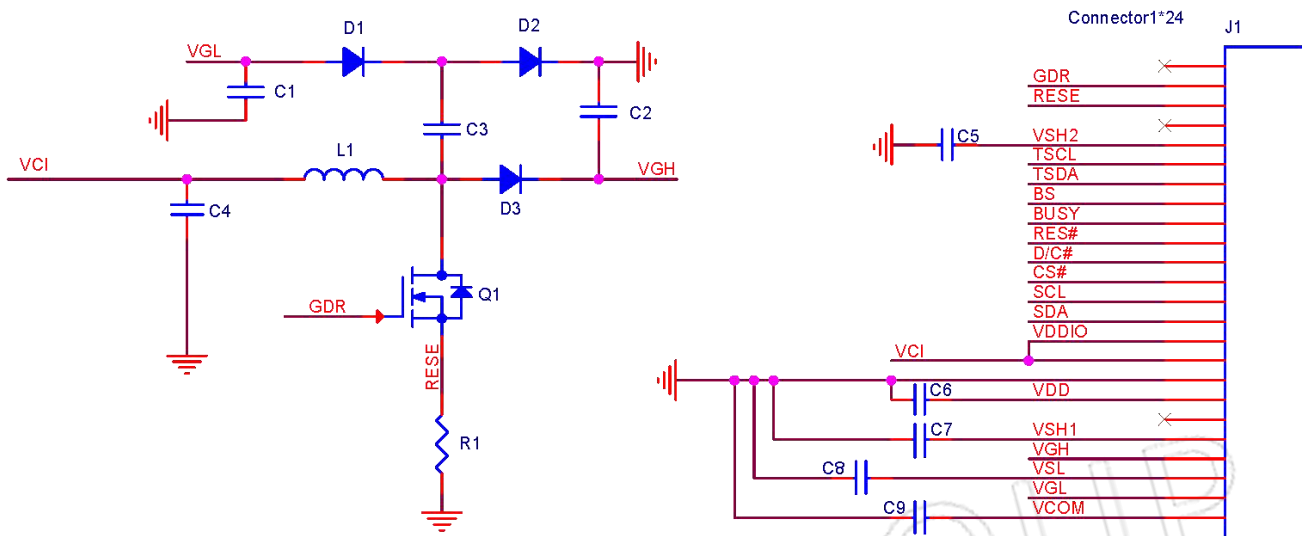 Connector1*24
J1
D1
D2
VGL
C1
C2
C3
VCI
L1
VGH
D3
C4
Q1
GDR
RESE
R1
GDR
RESE
C5
VSH2
TSCL
TSDA
BS
BUSY
RES#
D/C#
CS#
SCL
SDA
VDDIO
VCI
C6
VDD
C7
VSH1
VGH
C8
VSL
VGL
C9
VCOM